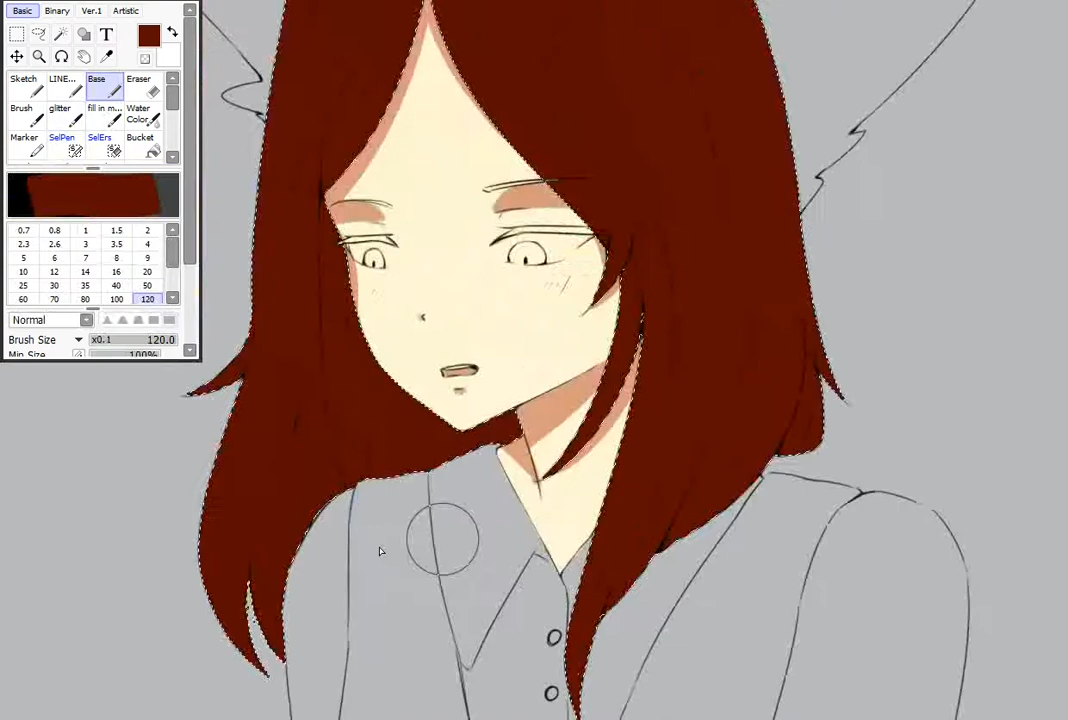 Basic Binary Ver.1 Artistic
T
Sketch LINE... Base Eraser
Brush glitter fill in m... Water
Color
Marker SelPen SelErs Bucket
0.7 0.8 1 1.5 2
2.3 2.6 3 3.5 4
5 6 7 8 9
10 12 14 16 20
25 30 35 40 50
60 70 80 100 120
Normal
Brush Size x0.1 120.0
Min Size 100%